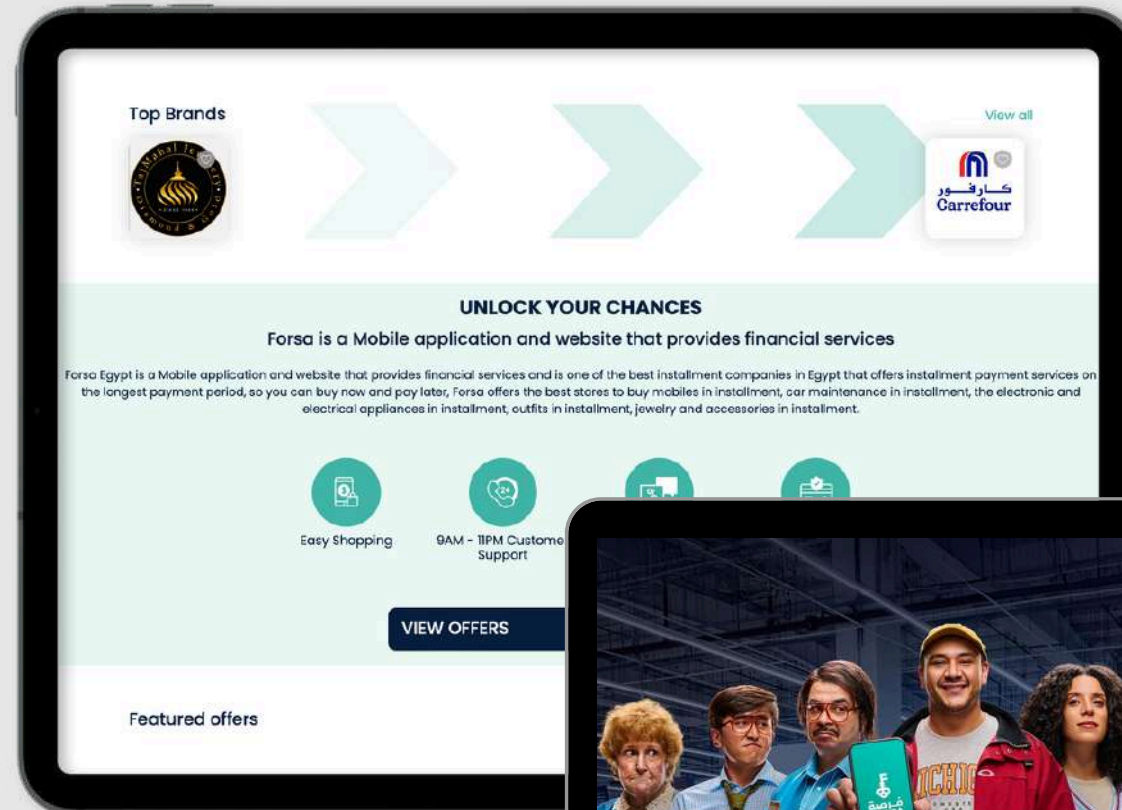 Top Brands
View all
TajMahal Jewellery
كارفور
Carrefour
UNLOCK YOUR CHANCES
Forsa is a Mobile application and website that provides financial services
Forsa Egypt is a Mobile application and website that provides financial services and is one of the best installment companies in Egypt that offers installment payment services on
the longest payment period, so you can buy now and pay later, Forsa offers the best stores to buy mobiles in installment, car maintenance in installment, the electronic and
electrical appliances in installment, outfits in installment, jewelry and accessories in installment.
24
Easy Shopping
9AM - 11PM Custome
Support
VIEW OFFERS
Featured offers
فرصة
MICHIG